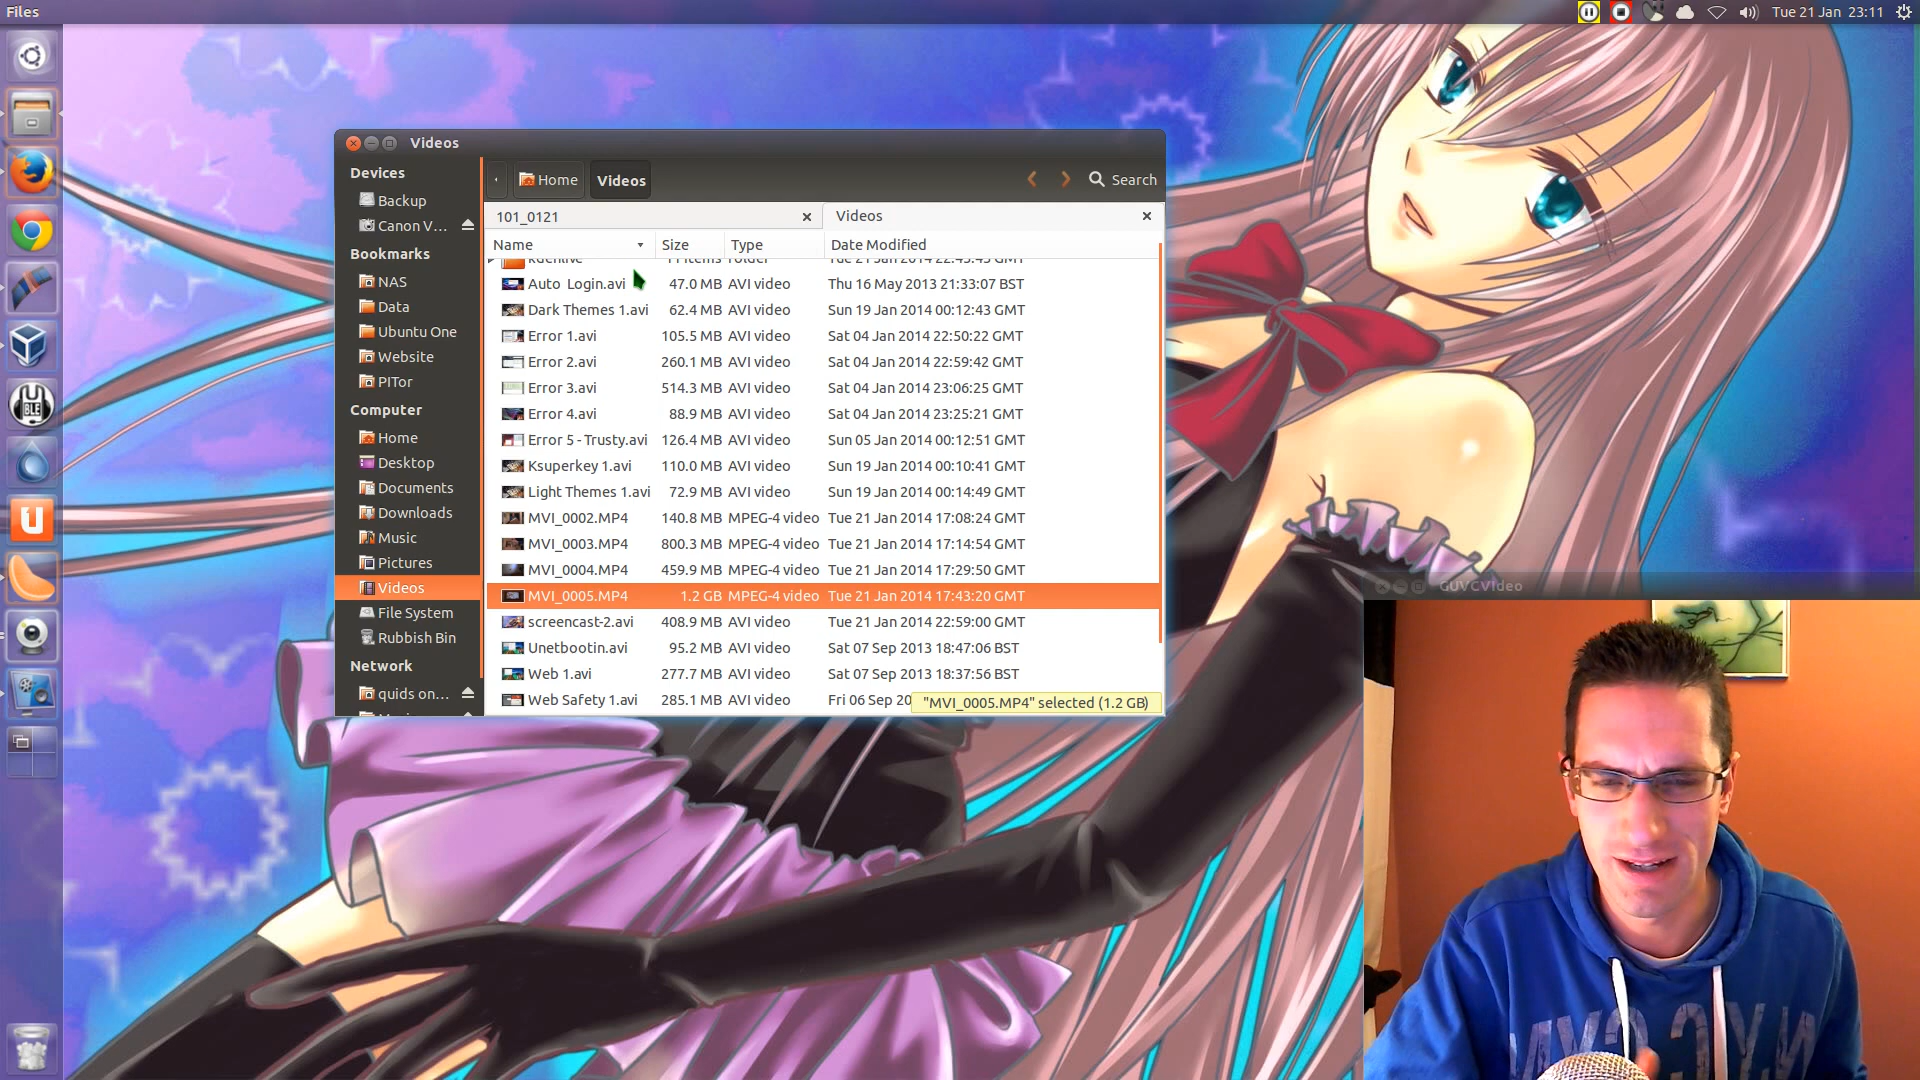 Files
Tue 21 Jan 23:11
Videos
Devices
Backup
Canon V...
Bookmarks
NAS
Data
Ubuntu One
Website
PITor
Computer
Home
Desktop
Documents
Downloads
Music
Pictures
Videos
File System
Rubbish Bin
Network
quids on...
Home Videos Search
101_0121 Videos
Name Size Type Date Modified
kdenlive 11 items Folder Tue 21 Jan 2014 22:45:45 GMT
Auto Login.avi 47.0 MB AVI video Thu 16 May 2013 21:33:07 BST
Dark Themes 1.avi 62.4 MB AVI video Sun 19 Jan 2014 00:12:43 GMT
Error 1.avi 105.5 MB AVI video Sat 04 Jan 2014 22:50:22 GMT
Error 2.avi 260.1 MB AVI video Sat 04 Jan 2014 22:59:42 GMT
Error 3.avi 514.3 MB AVI video Sat 04 Jan 2014 23:06:25 GMT
Error 4.avi 88.9 MB AVI video Sat 04 Jan 2014 23:25:21 GMT
Error 5 - Trusty.avi 126.4 MB AVI video Sun 05 Jan 2014 00:12:51 GMT
Ksuperkey 1.avi 110.0 MB AVI video Sun 19 Jan 2014 00:10:41 GMT
Light Themes 1.avi 72.9 MB AVI video Sun 19 Jan 2014 00:14:49 GMT
MVI_0002.MP4 140.8 MB MPEG-4 video Tue 21 Jan 2014 17:08:24 GMT
MVI_0003.MP4 800.3 MB MPEG-4 video Tue 21 Jan 2014 17:14:54 GMT
MVI_0004.MP4 459.9 MB MPEG-4 video Tue 21 Jan 2014 17:29:50 GMT
MVI_0005.MP4 1.2 GB MPEG-4 video Tue 21 Jan 2014 17:43:20 GMT
screencast-2.avi 408.9 MB AVI video Tue 21 Jan 2014 22:59:00 GMT
Unetbootin.avi 95.2 MB AVI video Sat 07 Sep 2013 18:47:06 BST
Web 1.avi 277.7 MB AVI video Sat 07 Sep 2013 18:37:56 BST
Web Safety 1.avi 285.1 MB AVI video Fri 06 Sep 20
"MVI_0005.MP4" selected (1.2 GB)
GUVCVideo